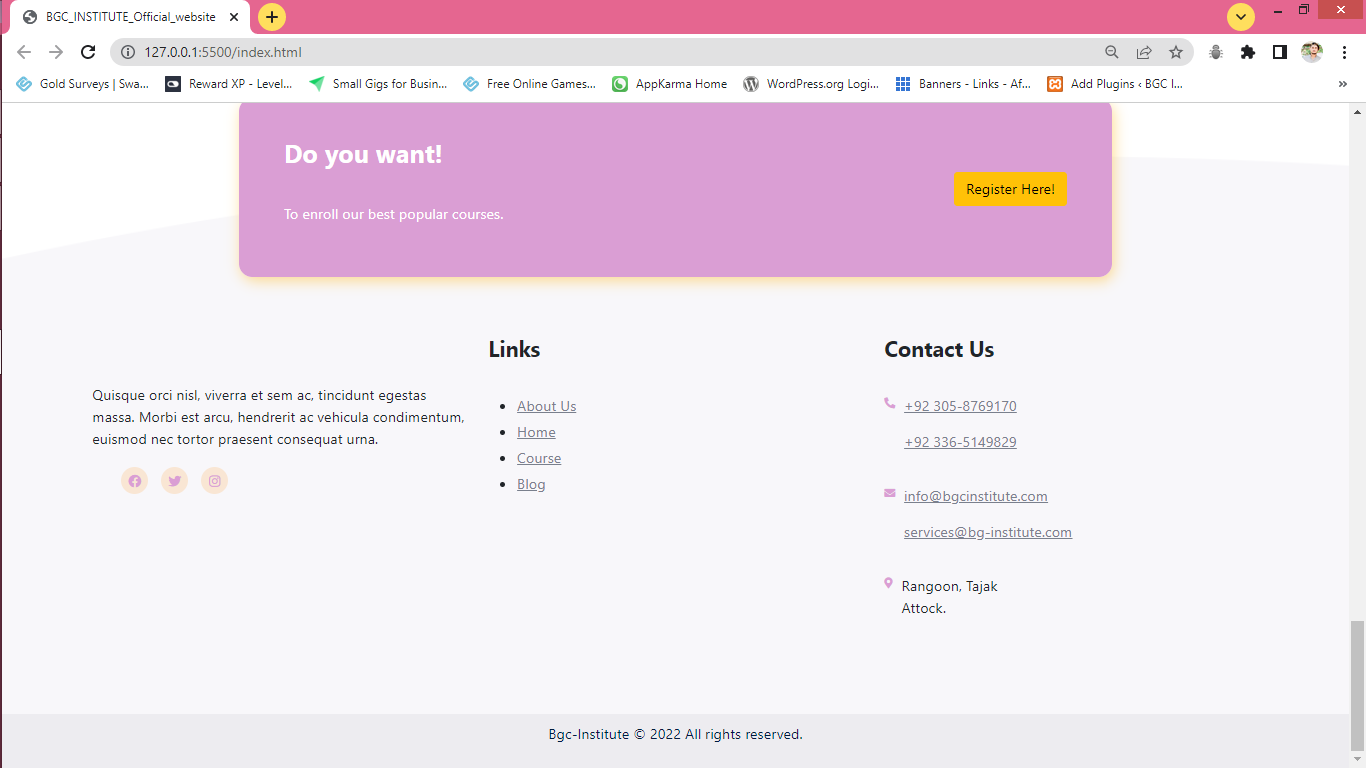 BGC_INSTITUTE_Official_website
127.0.0.1:5500/index.html
Gold Surveys | Swa...
Reward XP - Level...
Small Gigs for Busin...
Free Online Games...
AppKarma Home
WordPress.org Logi...
Banners - Links - Af...
Add Plugins ‹ BGC I...
»
Do you want!
To enroll our best popular courses.
Register Here!
Quisque orci nisl, viverra et sem ac, tincidunt egestas
massa. Morbi est arcu, hendrerit ac vehicula condimentum,
euismod nec tortor praesent consequat urna.
Links
About Us
Home
Course
Blog
Contact Us
+92 305-8769170
+92 336-5149829
info@bgcinstitute.com
services@bg-institute.com
Rangoon, Tajak
Attock.
Bgc-Institute © 2022 All rights reserved.